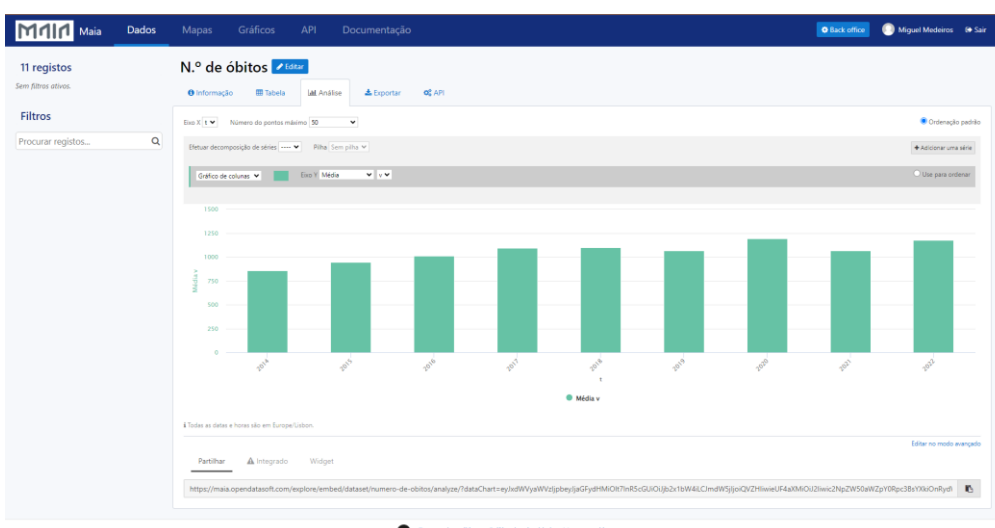 MAIA Maia Dados Mapas Gráficos API Documentação Back office Miguel Medeiros Sair
11 registos
Sem filtros ativos.
Filtros
Procurar registos...
N.º de óbitos Editar
Informação Tabela Análise Exportar API
Eixo X t Número do pontos máximo 50 Ordenação padrão
Efetuar decomposição de séries ---- Pilha Sem pilha Adicionar uma série
Gráfico de colunas Eixo Y Média v Use para ordenar
1500
1250
1000
750
500
250
0
Média v
2014 2015 2016 2017 2018 2019 2020 2021 2022
t
Média v
Todas as datas e horas são em Europe/Lisbon.
Editar no modo avançado
Partilhar Integrado Widget